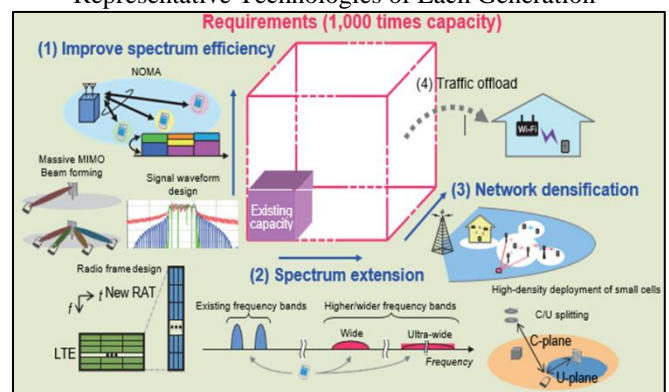 Representative Technologies of Each Generation
Requirements (1,000 times capacity)
(1) Improve spectrum efficiency
NOMA
Massive MIMO
Beam forming
Signal waveform
design
Existing
capacity
(4) Traffic offload
Wi-Fi
(3) Network densification
High-density deployment of small cells
(2) Spectrum extension
Radio frame design
t New RAT
f
LTE
Existing frequency bands
Higher/wider frequency bands
Wide
Ultra-wide
Frequency
C/U splitting
C-plane
U-plane